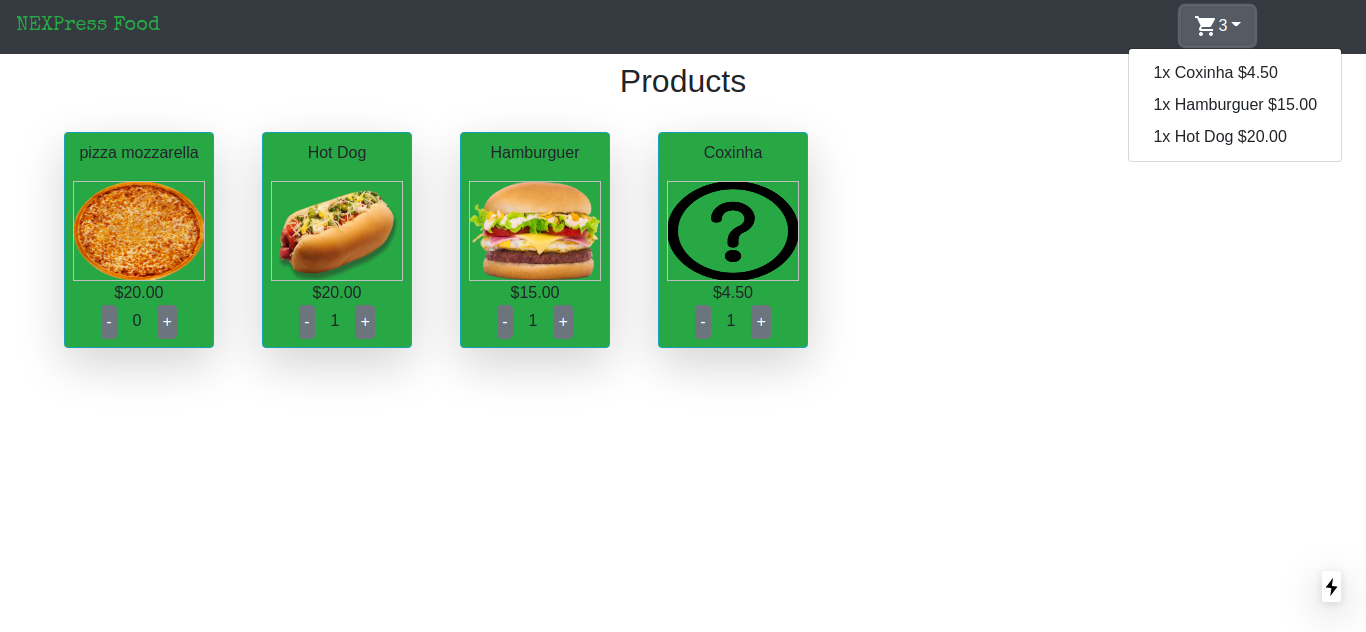 NEXPress Food
3
1x Coxinha $4.50
1x Hamburguer $15.00
1x Hot Dog $20.00
Products
pizza mozzarella
$20.00
- 0 +
Hot Dog
$20.00
- 1 +
Hamburguer
$15.00
- 1 +
Coxinha
?
$4.50
- 1 +